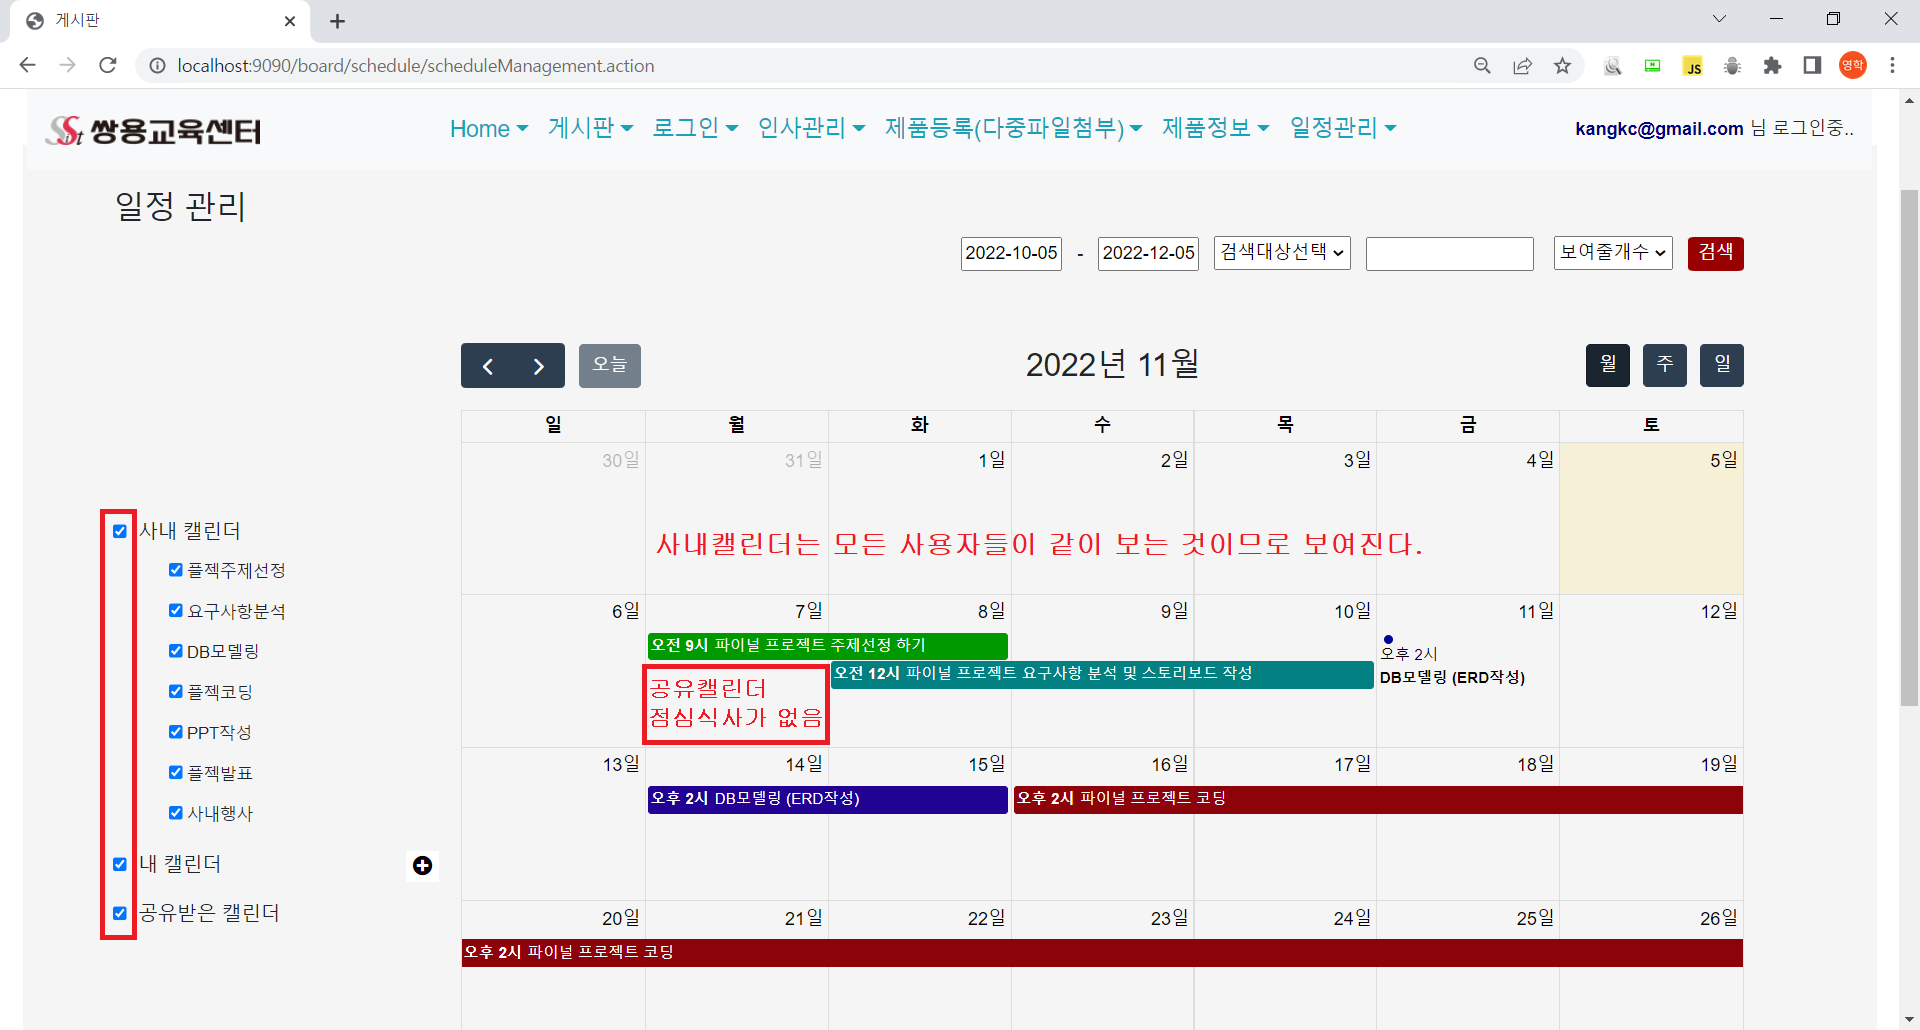 게시판
localhost:9090/board/schedule/scheduleManagement.action
JS
영학
SSist 쌍용교육센터
Home 게시판 로그인 인사관리 제품등록(다중파일첨부) 제품정보 일정관리
kangkc@gmail.com 님 로그인중..
일정 관리
2022-10-05 - 2022-12-05 검색대상선택 보여줄개수 검색
오늘
2022년 11월
월 주 일
일 월 화 수 목 금 토
30일 31일 1일 2일 3일 4일 5일
사내캘린더는 모든 사용자들이 같이 보는 것이므로 보여진다.
사내 캘린더
플젝주제선정
요구사항분석
DB모델링
플젝코딩
PPT작성
플젝발표
사내행사
내 캘린더
공유받은 캘린더
6일 7일 8일 9일 10일 11일 12일
오전 9시 파이널 프로젝트 주제선정 하기
오전 12시 파이널 프로젝트 요구사항 분석 및 스토리보드 작성
오후 2시
DB모델링 (ERD작성)
공유캘린더
점심식사가 없음
13일 14일 15일 16일 17일 18일 19일
오후 2시 DB모델링 (ERD작성)
오후 2시 파이널 프로젝트 코딩
20일 21일 22일 23일 24일 25일 26일
오후 2시 파이널 프로젝트 코딩